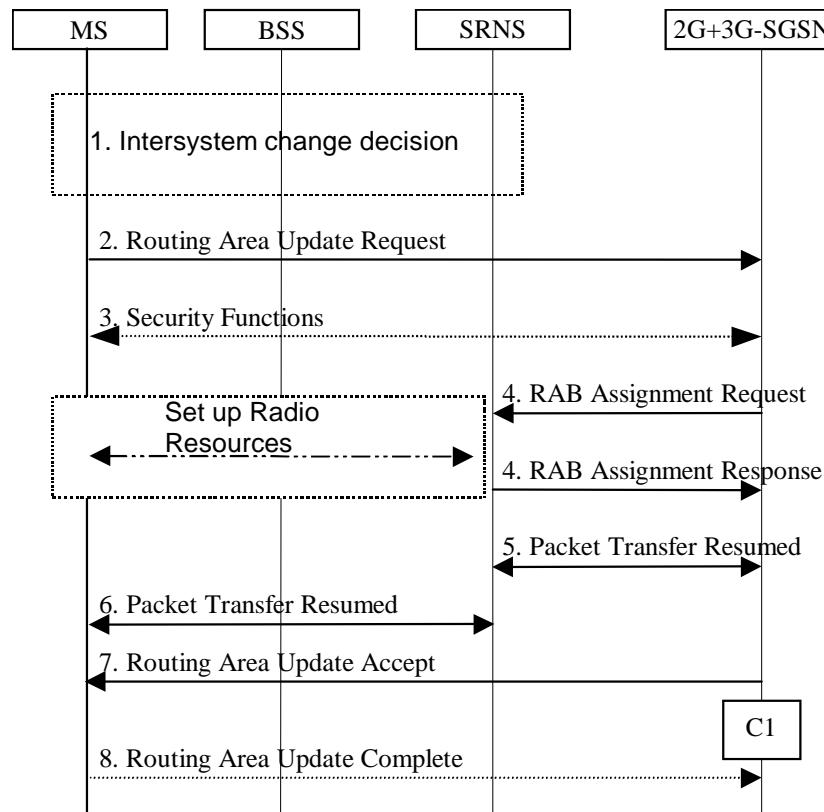 MS
BSS
SRNS
2G+3G-SGSN
1. Intersystem change decision
2. Routing Area Update Request
3. Security Functions
4. RAB Assignment Request
Set up Radio
Resources
4. RAB Assignment Response
5. Packet Transfer Resumed
6. Packet Transfer Resumed
7. Routing Area Update Accept
C1
8. Routing Area Update Complete